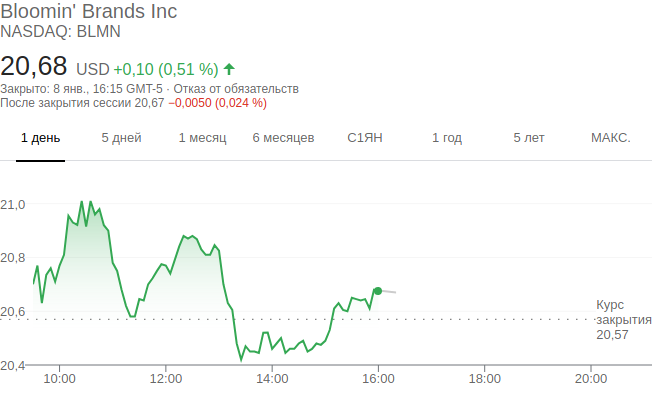 Bloomin' Brands Inc
NASDAQ: BLMN
20,68 USD +0,10 (0,51 %)
Закрыто: 8 янв., 16:15 GMT-5 · Отказ от обязательств
После закрытия сессии 20,67 −0,0050 (0,024 %)
1 день 5 дней 1 месяц 6 месяцев С1ЯН 1 год 5 лет МАКС.
21,0
20,8
20,6
Курс
закрытия
20,57
20,4
10:00 12:00 14:00 16:00 18:00 20:00